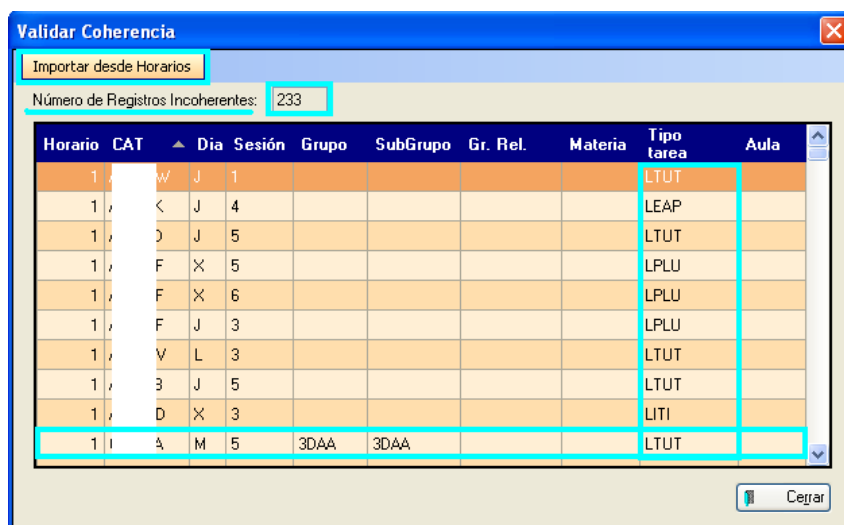 Validar Coherencia
Importar desde Horarios
Número de Registros Incoherentes: 233
Horario CAT Dia Sesión Grupo SubGrupo Gr. Rel. Materia Tipo tarea Aula
1 W J 1 LTUT
1 K J 4 LEAP
1 J 5 LTUT
1 F X 5 LPLU
1 F X 6 LPLU
1 F J 3 LPLU
1 V L 3 LTUT
1 J 5 LTUT
1 D X 3 LITI
1 A M 5 3DAA 3DAA LTUT
Cerrar